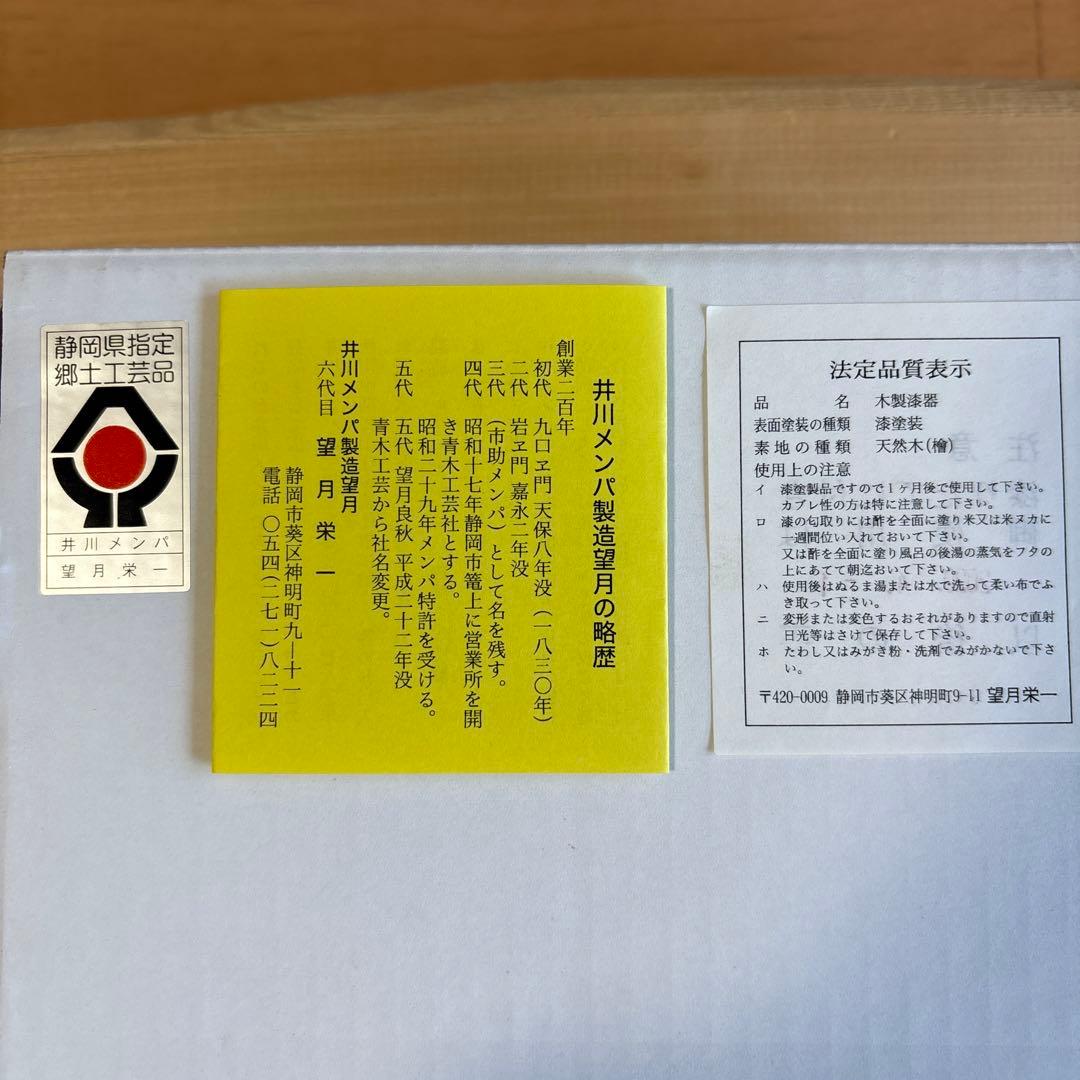 静岡県指定
郷土工芸品
井川メンパ
望月栄一
井川メンパ製造望月の略歴
創業二百年
初代 九口ヱ門 天保八年没(一八三〇年)
二代 岩ヱ門 嘉永二年没
三代 (市助メンパ)として名を残す。
四代 昭和十七年静岡市篭上に営業所を開
き青木工芸社とする。
昭和二十九年メンパ特許を受ける。
五代 五代 望月良秋 平成二十二年没
青木工芸から社名変更。
井川メンパ製造望月
六代目 望月栄一
静岡市葵区神明町九―十一
電話 〇五四(二七一)八二二四
法定品質表示
品名 木製漆器
表面塗装の種類 漆塗装
素地の種類 天然木(檜)
使用上の注意
イ 漆塗製品ですので1ヶ月後で使用して下さい。
カブレ性の方は特に注意して下さい。
ロ 漆の匂取りには酢を全面に塗り米又は米ヌカに
一週間位い入れておいて下さい。
又は酢を全面に塗り風呂の後湯の蒸気をフタの
上にあてて朝迄おいて下さい。
ハ 使用後はぬるま湯または水で洗って柔い布でふ
き取って下さい。
ニ 変形または変色するおそれがありますので直射
日光等はさけて保存して下さい。
ホ たわし又はみがき粉・洗剤でみがかないで下さ
い。
〒420-0009 静岡市葵区神明町9-11 望月栄一